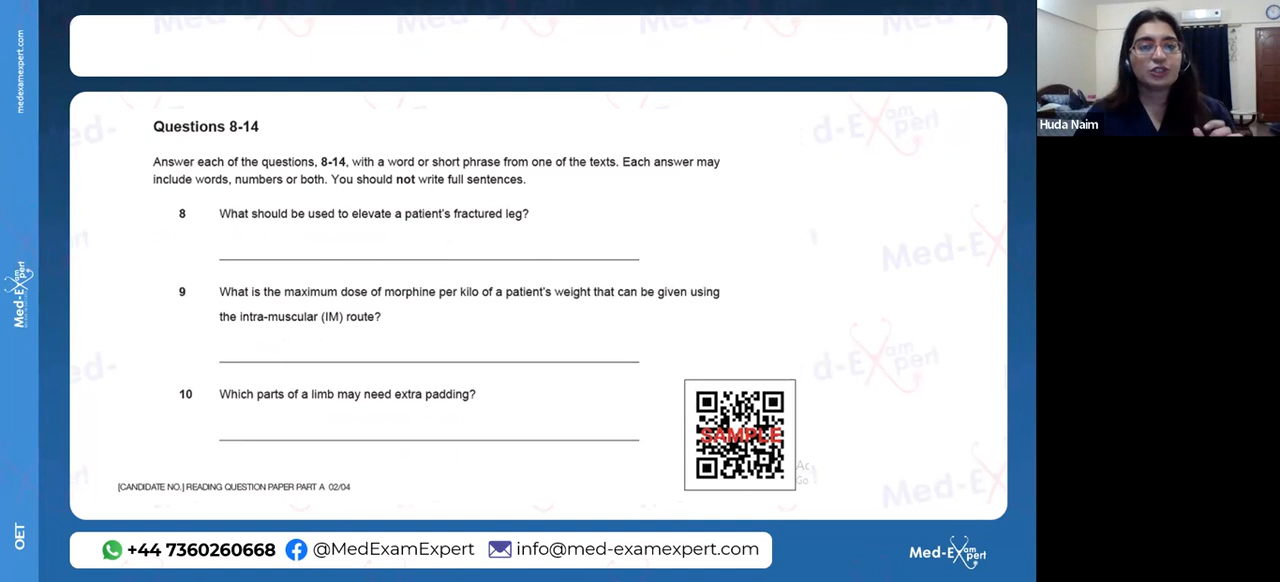 medexamexpert.com
Med-Exam Expert
OET
Questions 8-14
Answer each of the questions, 8-14, with a word or short phrase from one of the texts. Each answer may
include words, numbers or both. You should not write full sentences.
8 What should be used to elevate a patient's fractured leg?
9 What is the maximum dose of morphine per kilo of a patient's weight that can be given using
the intra-muscular (IM) route?
10 Which parts of a limb may need extra padding?
SAMPLE
[CANDIDATE NO.] READING QUESTION PAPER PART A 02/04
+44 7360260668 @MedExamExpert info@med-examexpert.com
Med-Exam Expert
Huda Naim